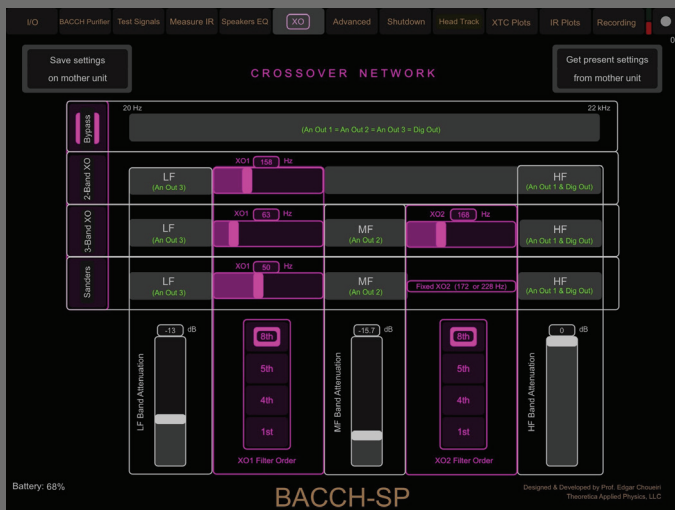 I/O
BACCH Purifier
Test Signals
Measure IR
Speakers EQ
XO
Advanced
Shutdown
Head Track
XTC Plots
IR Plots
Recording
0
Save settings
on mother unit
CROSSOVER NETWORK
Get present settings
from mother unit
20 Hz
22 kHz
Bypass
(An Out 1 = An Out 2 = An Out 3 = Dig Out)
2-Band XO
LF
(An Out 3)
XO1 158 Hz
HF
(An Out 1 & Dig Out)
3-Band XO
LF
(An Out 3)
XO1 63 Hz
MF
(An Out 2)
XO2 168 Hz
HF
(An Out 1 & Dig Out)
Sanders
LF
(An Out 3)
XO1 50 Hz
MF
(An Out 2)
Fixed XO2 (172 or 228 Hz)
HF
(An Out 1 & Dig Out)
-13 dB
LF Band Attenuation
8th
5th
4th
1st
XO1 Filter Order
-15.7 dB
MF Band Attenuation
8th
5th
4th
1st
XO2 Filter Order
0 dB
HF Band Attenuation
Battery: 68%
BACCH-SP
Designed & Developed by Prof. Edgar Choueiri
Theoretica Applied Physics, LLC